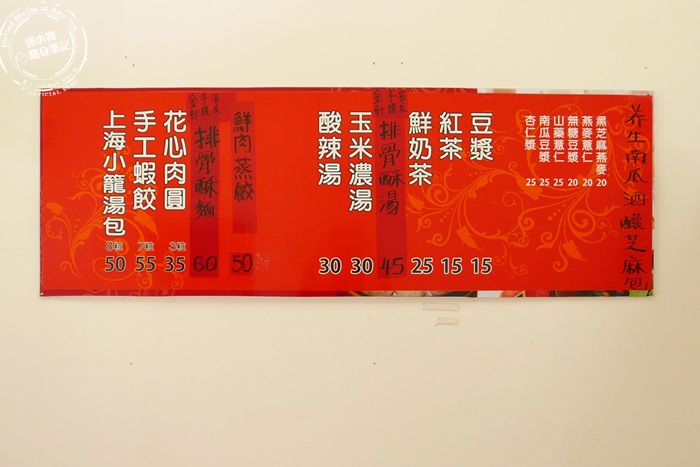 養生南瓜酒釀芝麻包
黑芝麻燕麥 20
燕麥薏仁 20
無糖豆漿 20
山藥薏仁 25
南瓜豆漿 25
杏仁漿 25
豆漿 15
紅茶 15
鮮奶茶 25
排骨酥湯 45
玉米濃湯 30
酸辣湯 30
鮮肉蒸餃 50
排骨酥麵 60
花心肉圓 3粒 35
手工蝦餃 7粒 55
上海小籠湯包 8粒 50